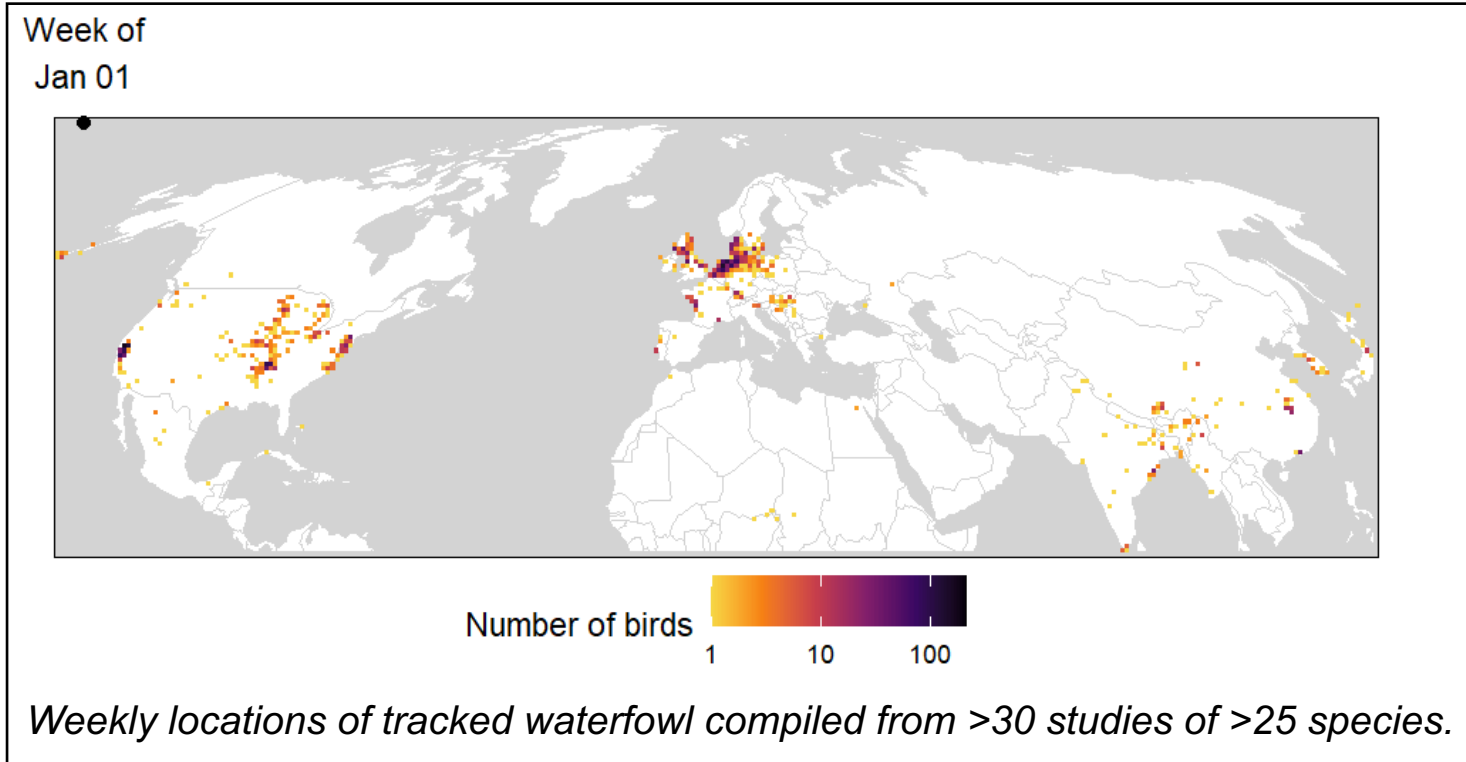 Week of
Jan 01
Number of birds
1 10 100
Weekly locations of tracked waterfowl compiled from >30 studies of >25 species.